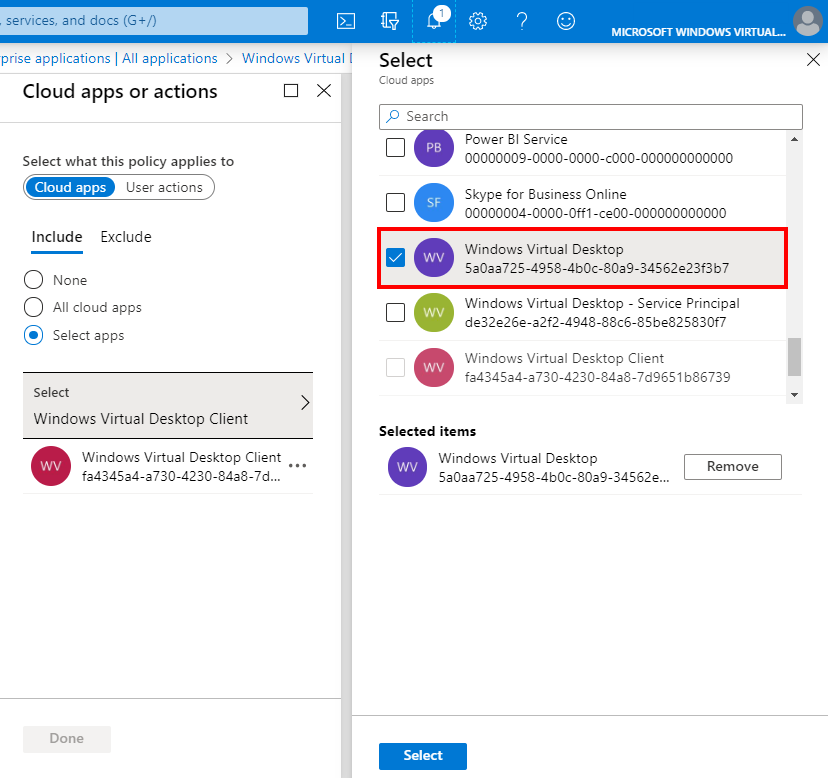 , services, and docs (G+/)
1
MICROSOFT WINDOWS VIRTUAL...
rprise applications | All applications > Windows Virtual
Cloud apps or actions
Select what this policy applies to
Cloud apps
User actions
Include
Exclude
None
All cloud apps
Select apps
Select
Windows Virtual Desktop Client
WV
Windows Virtual Desktop Client
fa4345a4-a730-4230-84a8-7d...
Done
Select
Cloud apps
Search
PB
Power BI Service
00000009-0000-0000-c000-000000000000
SF
Skype for Business Online
00000004-0000-0ff1-ce00-000000000000
WV
Windows Virtual Desktop
5a0aa725-4958-4b0c-80a9-34562e23f3b7
WV
Windows Virtual Desktop - Service Principal
de32e26e-a2f2-4948-88c6-85be825830f7
WV
Windows Virtual Desktop Client
fa4345a4-a730-4230-84a8-7d9651b86739
Selected items
WV
Windows Virtual Desktop
5a0aa725-4958-4b0c-80a9-34562e...
Remove
Select